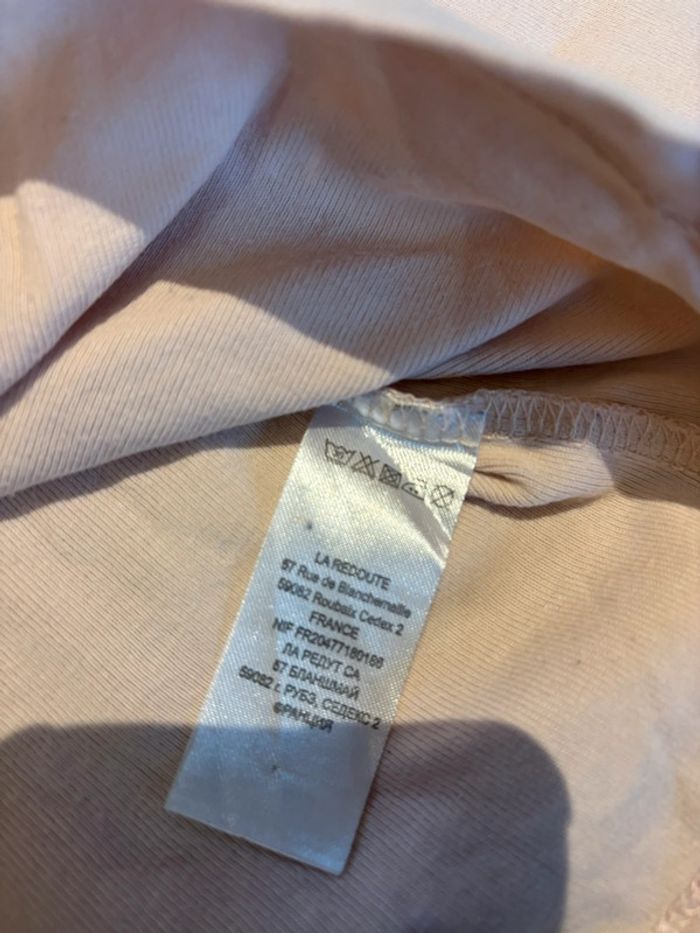 LA REDOUTE
57 Rue de Blanchemaille
59082 Roubaix Cedex 2
FRANCE
NIF FR20477180186
ЛА РЕДУТ СА
57 БЛАНШМАЙ
59082 г. РУБЭ, СЕДЕКС 2
ФРАНЦИЯ